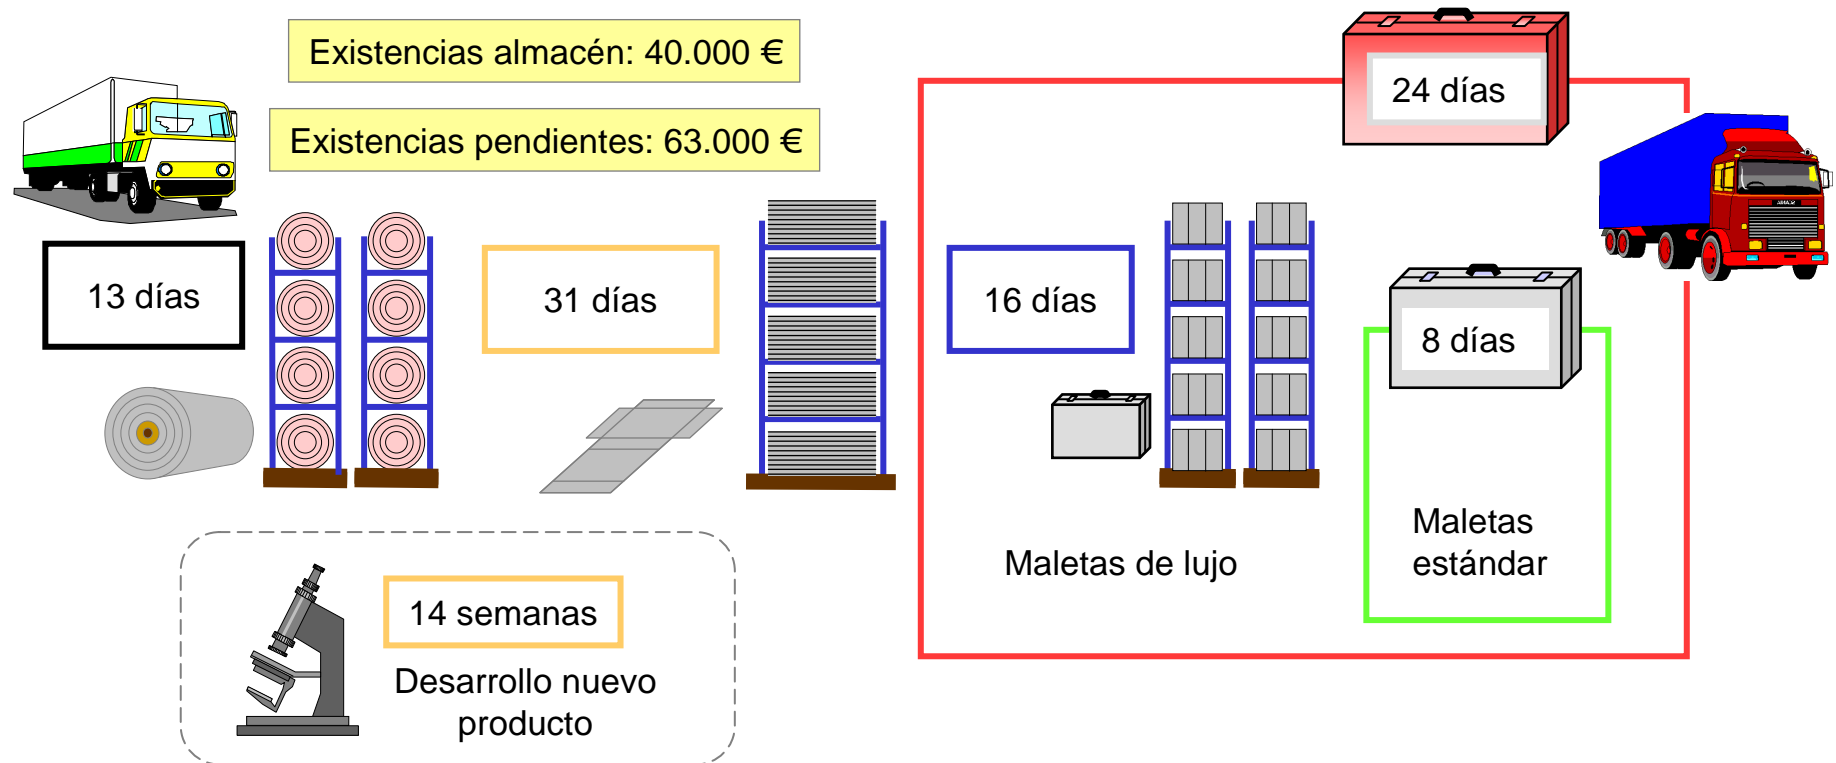 Existencias almacén: 40.000 €
Existencias pendientes: 63.000 €
24 días
13 días
31 días
16 días
8 días
Maletas de lujo
Maletas
estándar
14 semanas
Desarrollo nuevo
producto